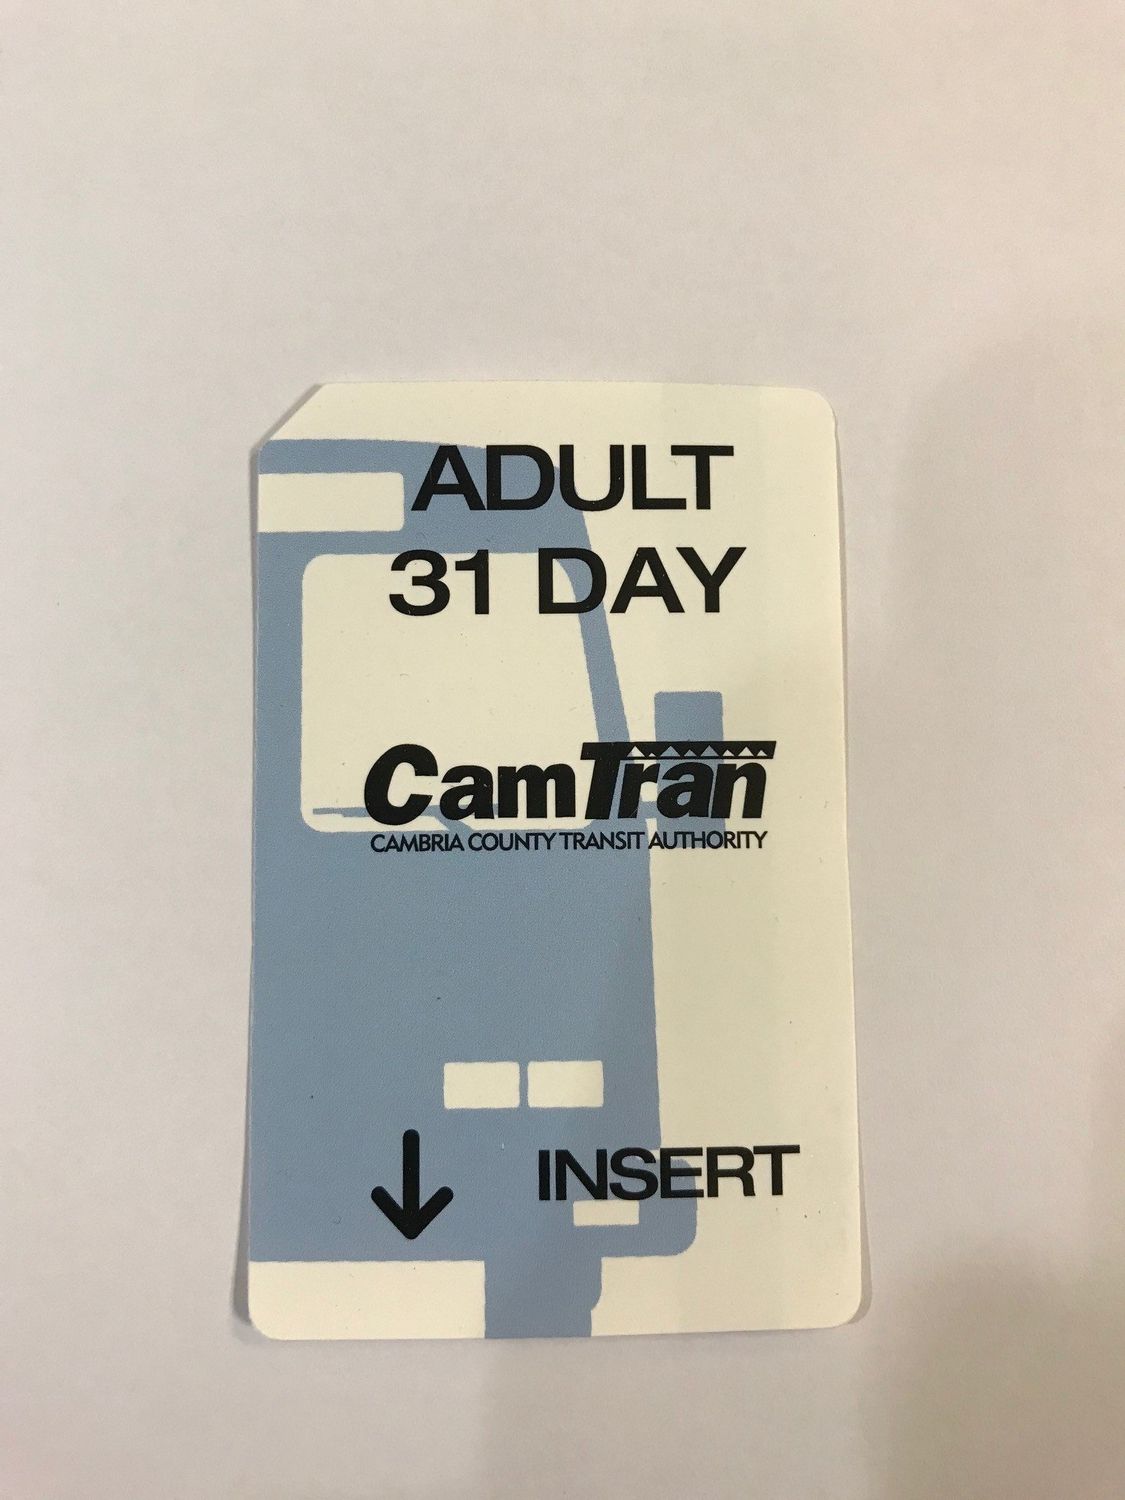 ADULT
31 DAY
CamTran
CAMBRIA COUNTY TRANSIT AUTHORITY
INSERT